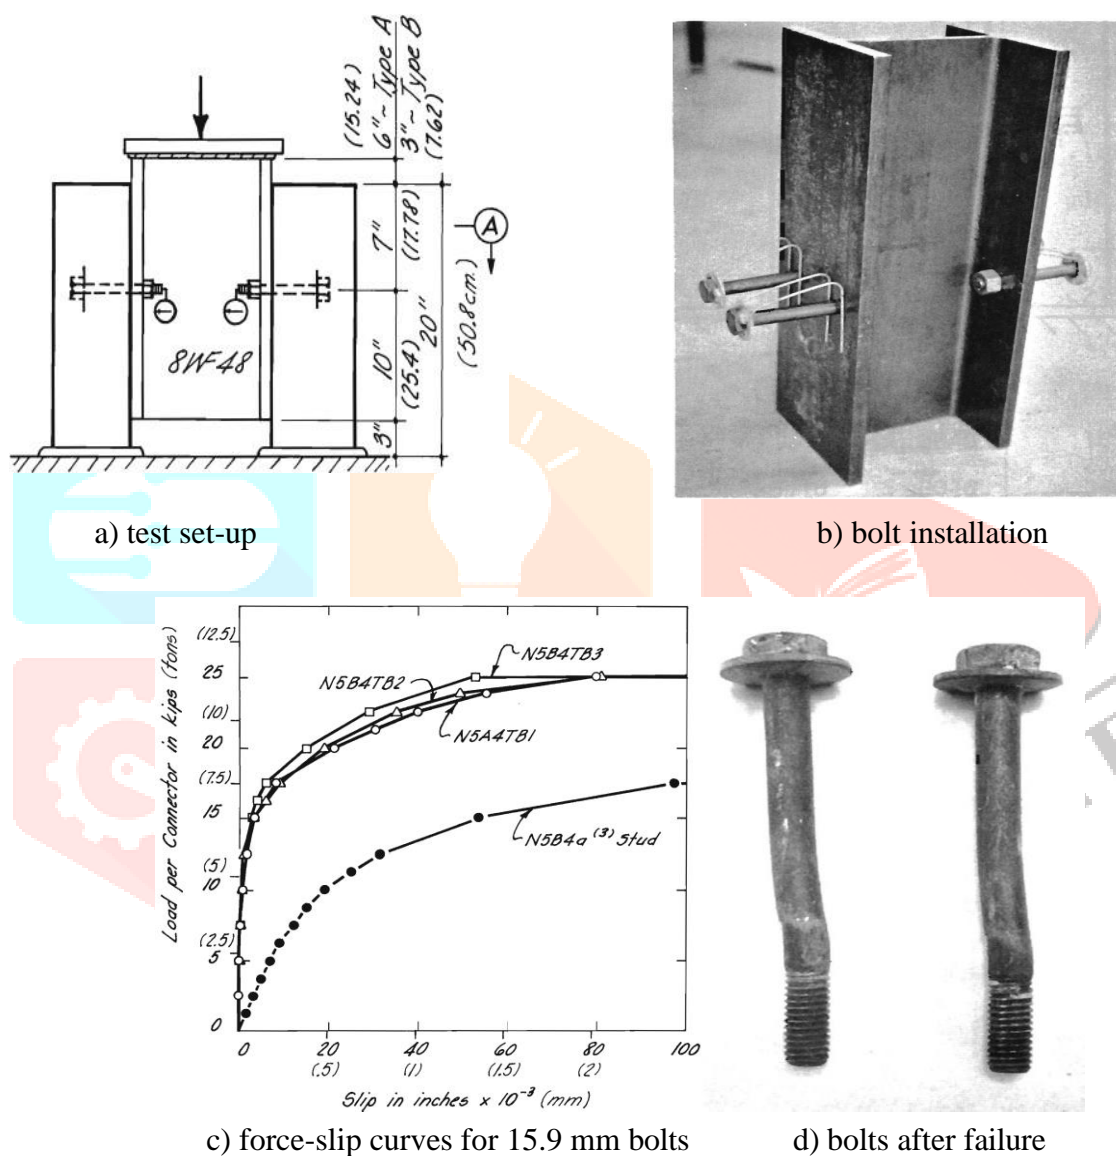 (15.24)
6" ~ Type A
3" ~ Type B
(7.62)
7"
(17.78)
A
20"
(50.8cm.)
8WF48
10"
(25.4)
3"
a) test set-up
b) bolt installation
Load per Connector in kips (tons)
(12.5)
25
(10)
20
(7.5)
15
(5)
10
(2.5)
5
0
N5B4TB3
N5B4TB2
N5A4TB1
N5B4a (3) Stud
0 20 40 60 80 100
(.5) (1) (1.5) (2)
Slip in inches x 10⁻³ (mm)
c) force-slip curves for 15.9 mm bolts
d) bolts after failure